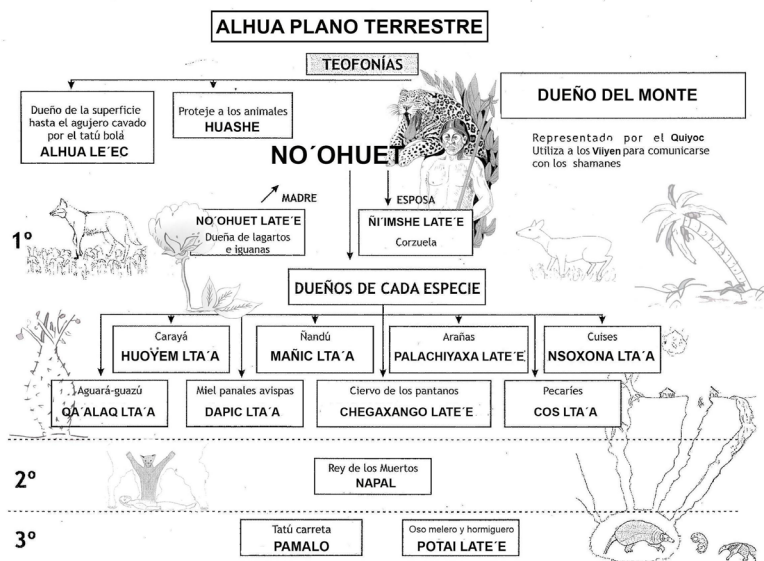 ALHUA PLANO TERRESTRE
TEOFONÍAS
Dueño de la superficie
hasta el agujero cavado
por el tatú bolá
ALHUA LE´EC
Proteje a los animales
HUASHE
DUEÑO DEL MONTE
Representado por el Quiyoc
Utiliza a los Viiyen para comunicarse
con los shamanes
NO´OHUET
MADRE
NO´OHUET LATE´E
Dueña de lagartos
e iguanas
ESPOSA
ÑI´IMSHE LATE´E
Corzuela
1º
DUEÑOS DE CADA ESPECIE
Carayá
HUOŸEM LTA´A
Ñandú
MAÑIC LTA´A
Arañas
PALACHIYAXA LATE´E
Cuises
NSOXONA LTA´A
Aguará-guazú
QA´ALAQ LTA´A
Miel panales avispas
DAPIC LTA´A
Ciervo de los pantanos
CHEGAXANGO LATE´E
Pecaríes
COS LTA´A
2º
Rey de los Muertos
NAPAL
3º
Tatú carreta
PAMALO
Oso melero y hormiguero
POTAI LATE´E